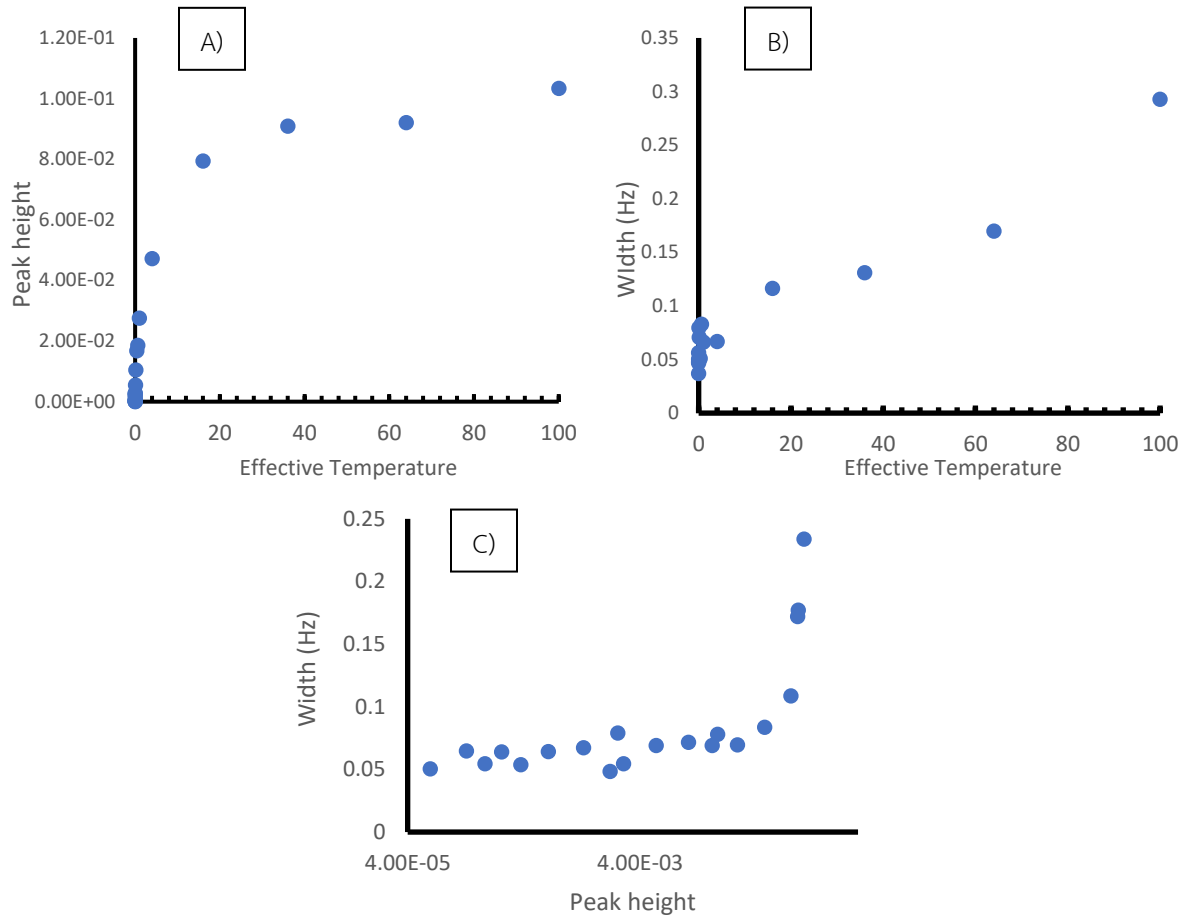 A)
Peak height
1.20E-01
1.00E-01
8.00E-02
6.00E-02
4.00E-02
2.00E-02
0.00E+00
0 20 40 60 80 100
Effective Temperature
B)
WIdth (Hz)
0.35
0.3
0.25
0.2
0.15
0.1
0.05
0
0 20 40 60 80 100
Effective Temperature
C)
Width (Hz)
0.25
0.2
0.15
0.1
0.05
0
4.00E-05 4.00E-03
Peak height